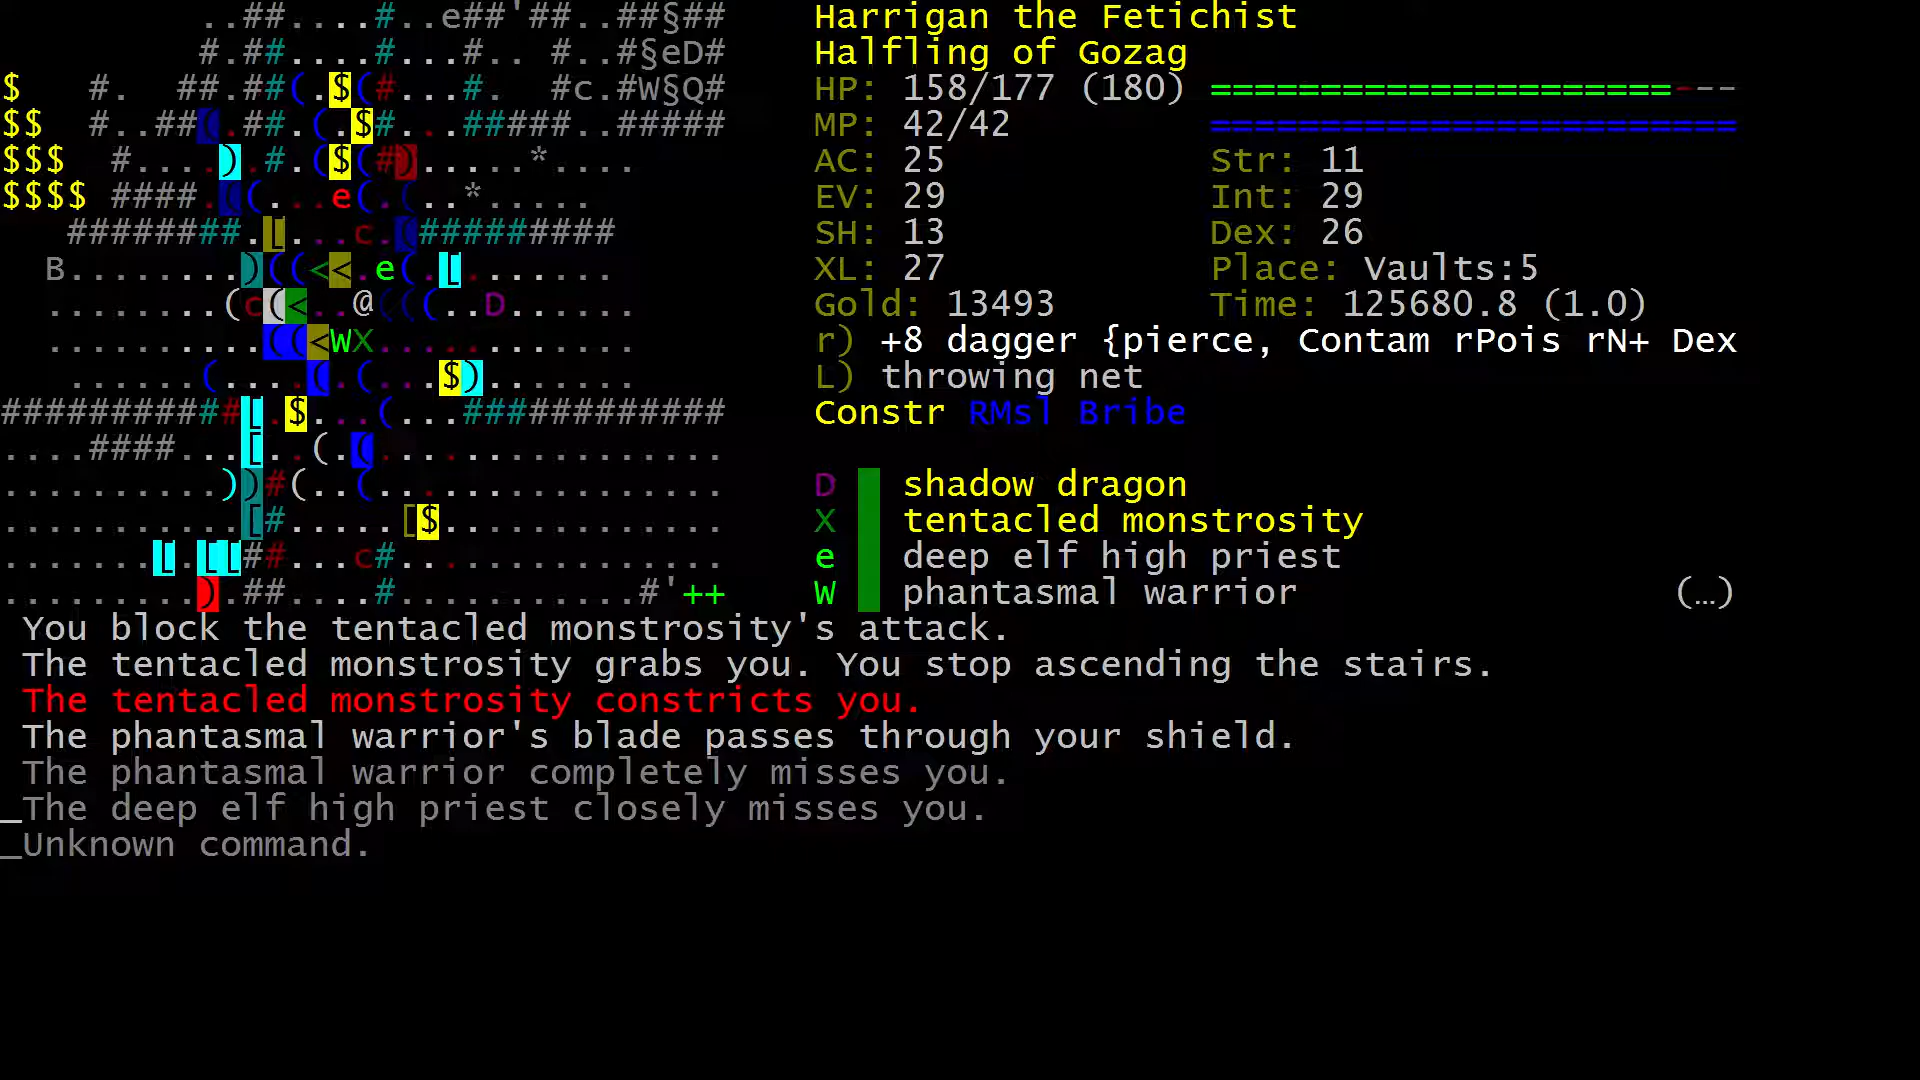 ..##....#..e##'##..##§## Harrigan the Fetichist
#.###....#...#.. #..#§eD# Halfling of Gozag
$ #. ##.##(.$(#...#. #c.#W§Q# HP: 158/177 (180) =====================---
$$ #..##(.##.(.$#...#####..##### MP: 42/42 ========================
$$$ #....).#.($(#).....*.... AC: 25 Str: 11
$$$$ ####.((...e(.(..*..... EV: 29 Int: 29
########.[...c.(######### SH: 13 Dex: 26
B........)((<<.e(.[....... XL: 27 Place: Vaults:5
........(c(<..@(((..D...... Gold: 13493 Time: 125680.8 (1.0)
..........((<WX............ r) +8 dagger {pierce, Contam rPois rN+ Dex
(....(.(...$)....... L) throwing net
###########[.$...(...############ Constr RMsl Bribe
....####...[..(.(................
..........))#(..(................ D shadow dragon
...........[#.....[$............. X tentacled monstrosity
.......[.[[##...c#............... e deep elf high priest
.........).##....#...........#'++ W phantasmal warrior (…)
You block the tentacled monstrosity's attack.
The tentacled monstrosity grabs you. You stop ascending the stairs.
The tentacled monstrosity constricts you.
The phantasmal warrior's blade passes through your shield.
The phantasmal warrior completely misses you.
_The deep elf high priest closely misses you.
_Unknown command.